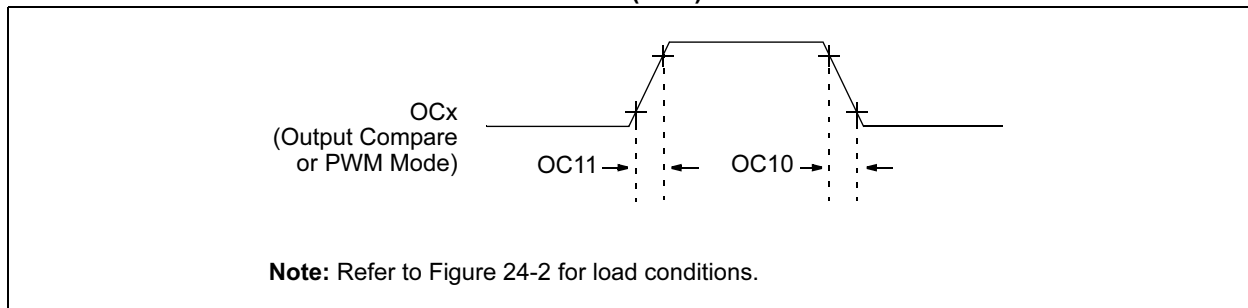 OCx
(Output Compare
or PWM Mode)
OC11
OC10
Note: Refer to Figure 24-2 for load conditions.